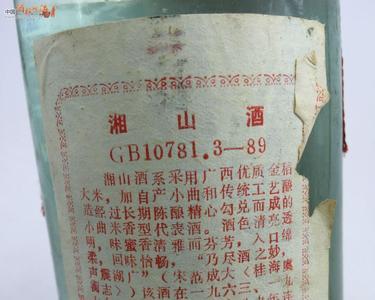 湘山酒
GB10781.3—89
湘山酒系采用广西优质金稻
大米,加自产小曲和传统工艺酿
造经过长期陈酿精心勾兑而成的
小曲米香型代表酒。酒色清亮透
明,味蜜香清雅而芬芳,入口绵
柔,回味怡畅,“乃尽酒之妙,
声震湖广”(宋范成大《桂海虞
衡志》)该酒在一九六三、一九